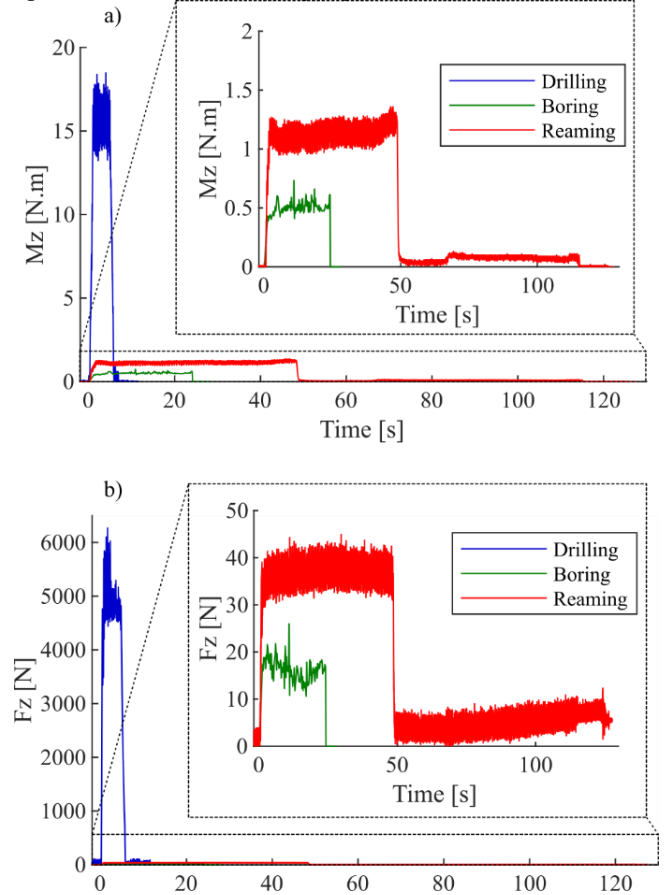 a)
Mz [N.m]
20
15
10
5
0
0 20 40 60 80 100 120
Time [s]
Mz [N.m]
2
1.5
1
0.5
0
0 50 100
Time [s]
Drilling
Boring
Reaming
b)
Fz [N]
6000
5000
4000
3000
2000
1000
0
0 20 40 60 80 100 120
Time [s]
Fz [N]
50
40
30
20
10
0
0 50 100
Time [s]
Drilling
Boring
Reaming